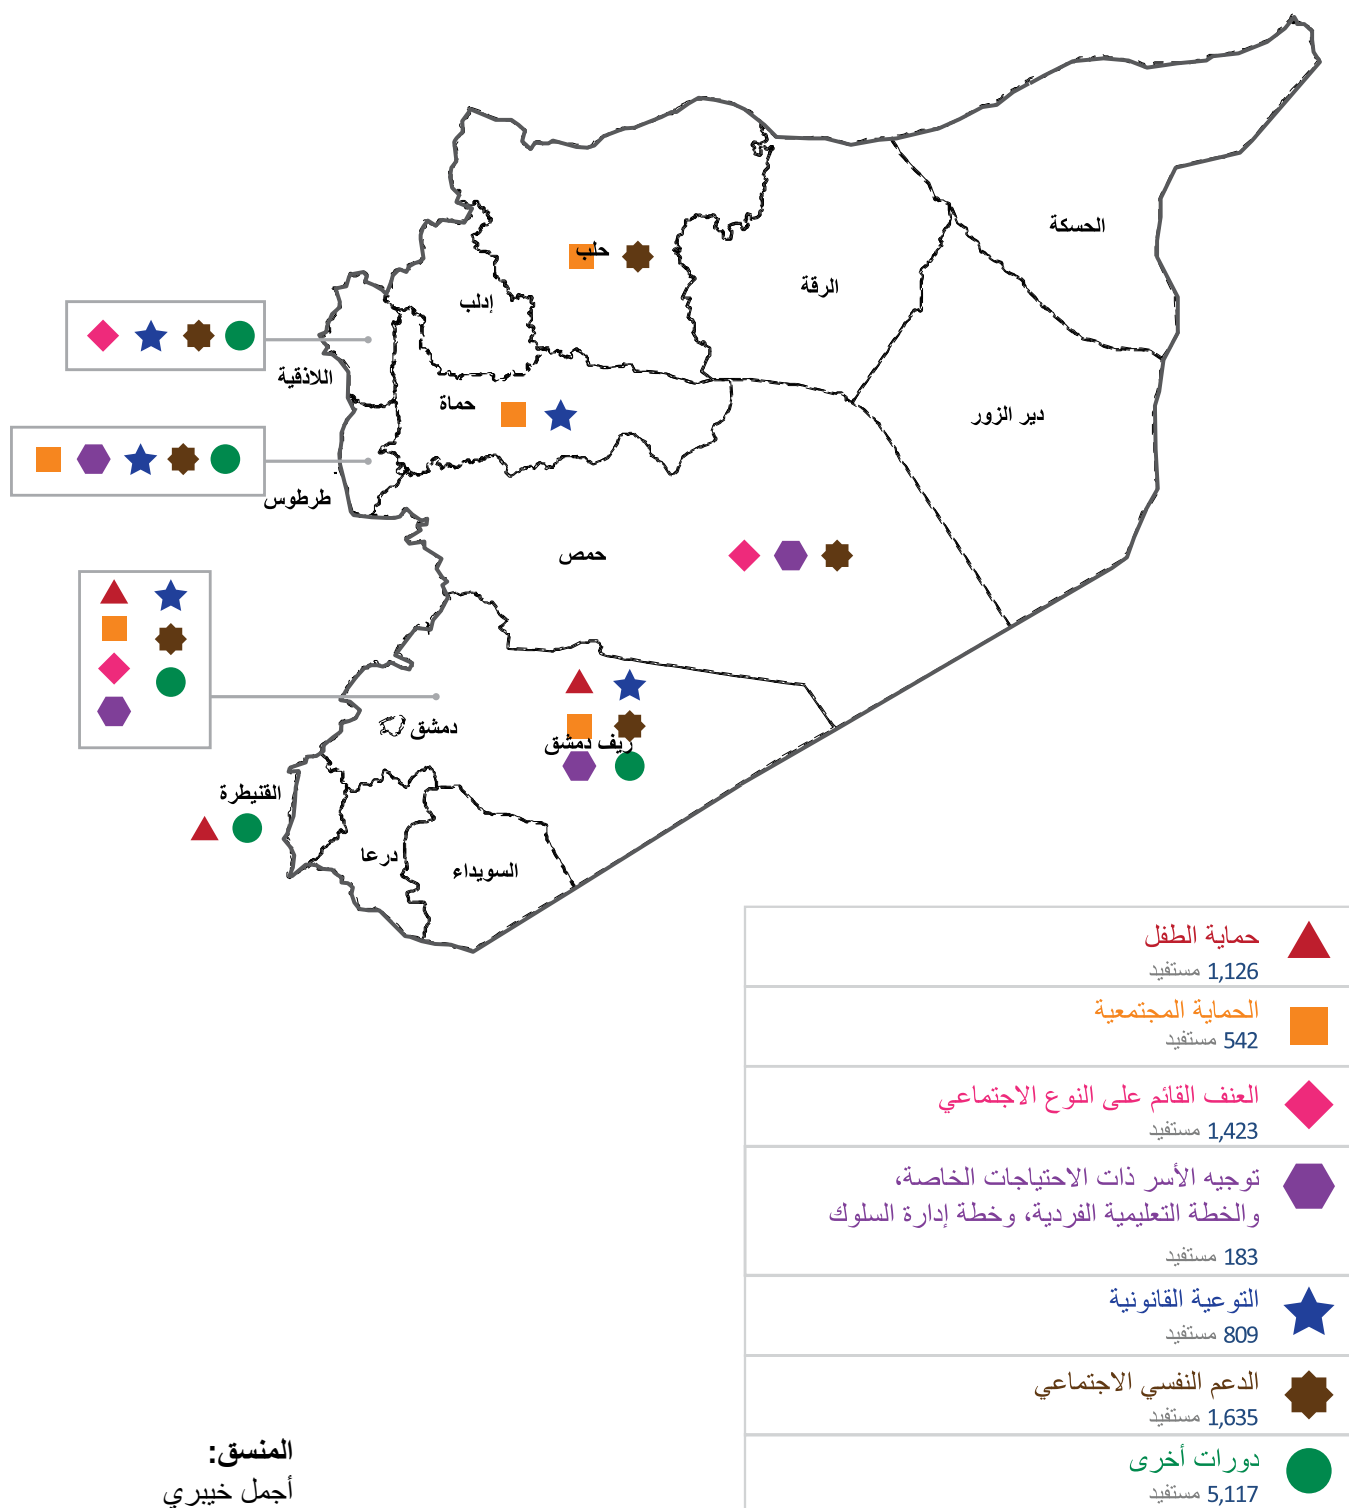 الحسكة
حلب
الرقة
إدلب
اللاذقية
حماة
دير الزور
طرطوس
حمص
دمشق
ريف دمشق
القنيطرة
درعا
السويداء
حماية الطفل
1,126 مستفيد
الحماية المجتمعية
542 مستفيد
العنف القائم على النوع الاجتماعي
1,423 مستفيد
توجيه الأسر ذات الاحتياجات الخاصة،
والخطة التعليمية الفردية، وخطة إدارة السلوك
183 مستفيد
التوعية القانونية
809 مستفيد
الدعم النفسي الاجتماعي
1,635 مستفيد
دورات أخرى
5,117 مستفيد
المنسق:
أجمل خيبري